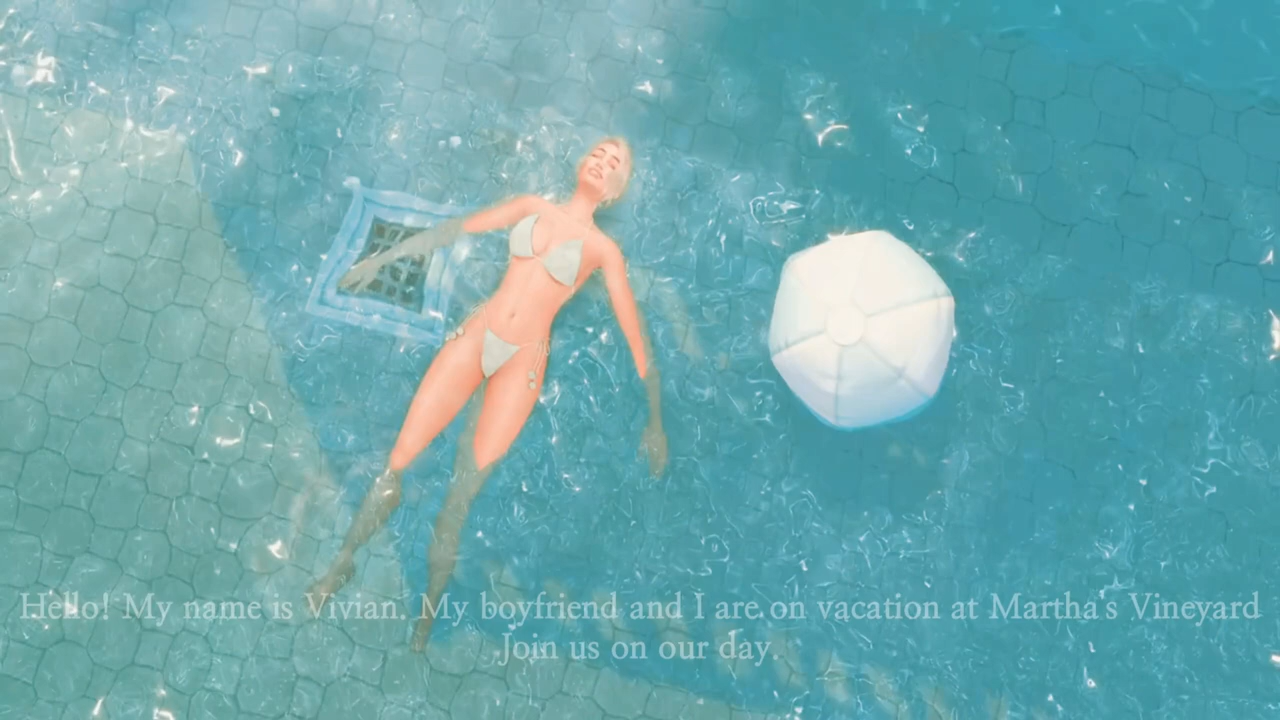 Hello! My name is Vivian. My boyfriend and I are on vacation at Martha's Vineyard
Join us on our day.